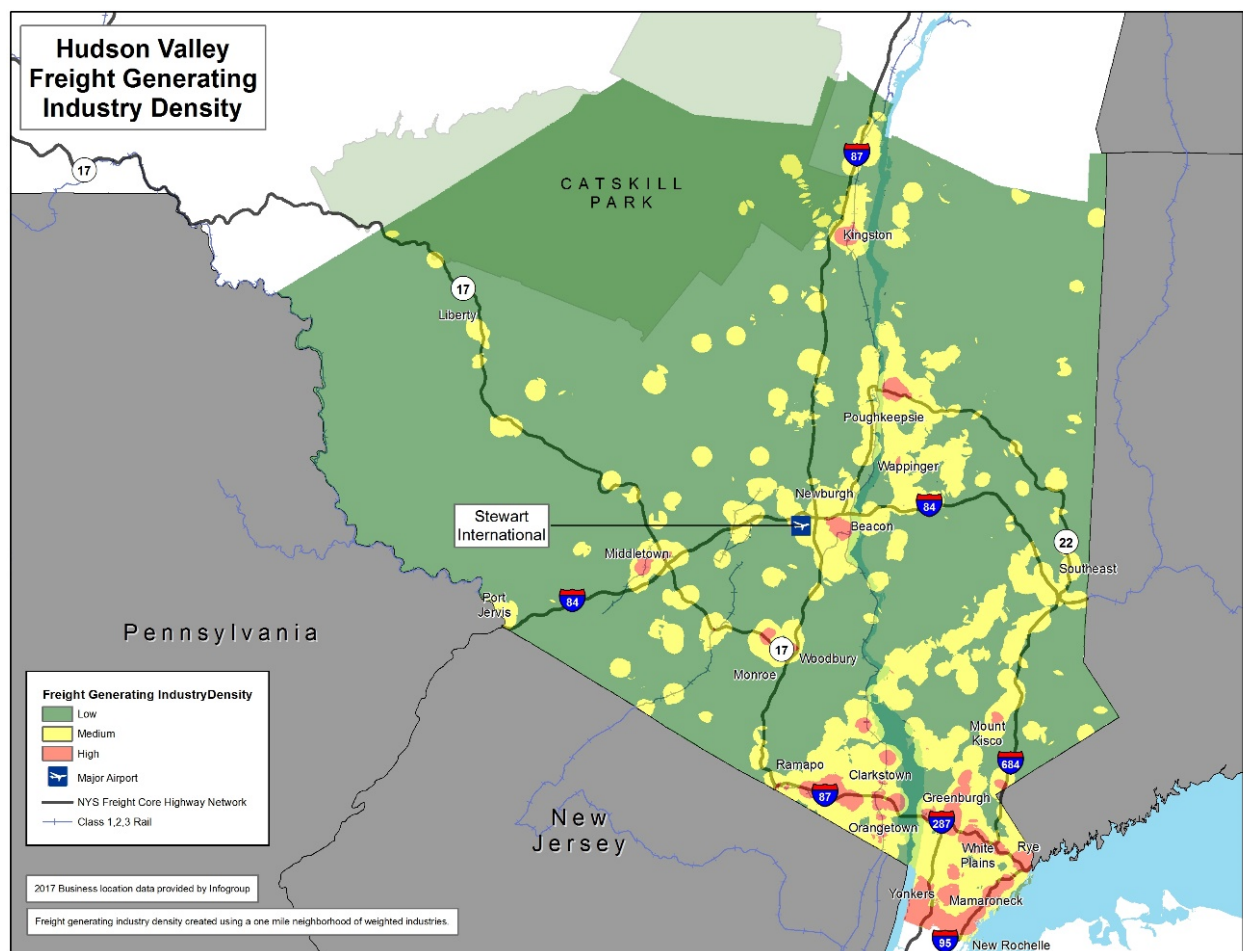 Hudson Valley
Freight Generating
Industry Density
17
87
CATSKILL
PARK
Kingston
17
Liberty
Poughkeepsie
Wappinger
Newburgh
84
Stewart
International
Beacon
22
Middletown
Southeast
Port
Jervis
84
Pennsylvania
17
Woodbury
Monroe
Mount
Kisco
Freight Generating IndustryDensity
Low
Medium
High
Major Airport
NYS Freight Core Highway Network
Class 1,2,3 Rail
684
Ramapo
Clarkstown
87
Greenburgh
New
Jersey
Orangetown
287
White
Plains
Rye
Yonkers
Mamaroneck
95
New Rochelle
2017 Business location data provided by Infogroup
Freight generating industry density created using a one mile neighborhood of weighted industries.